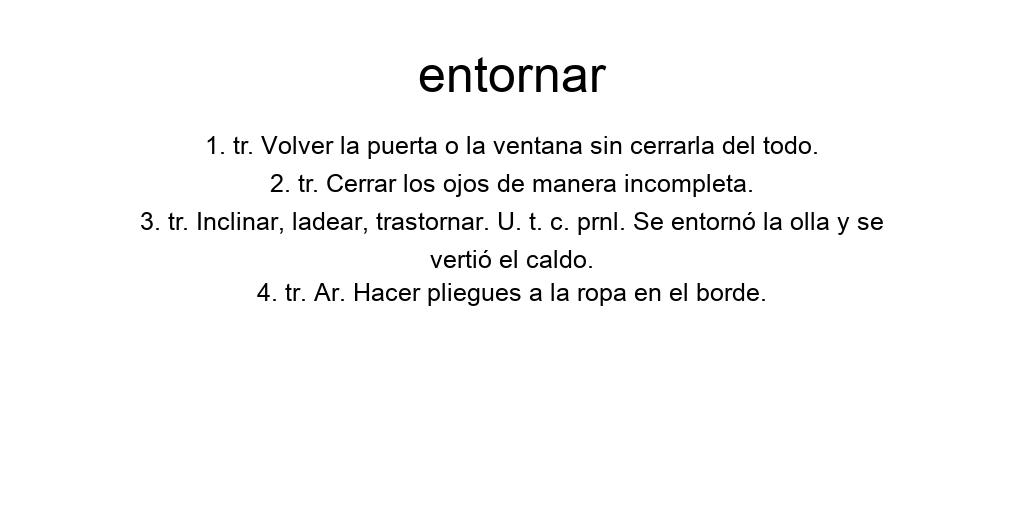 entornar
1. tr. Volver la puerta o la ventana sin cerrarla del todo.
2. tr. Cerrar los ojos de manera incompleta.
3. tr. Inclinar, ladear, trastornar. U. t. c. prnl. Se entornó la olla y se
vertió el caldo.
4. tr. Ar. Hacer pliegues a la ropa en el borde.